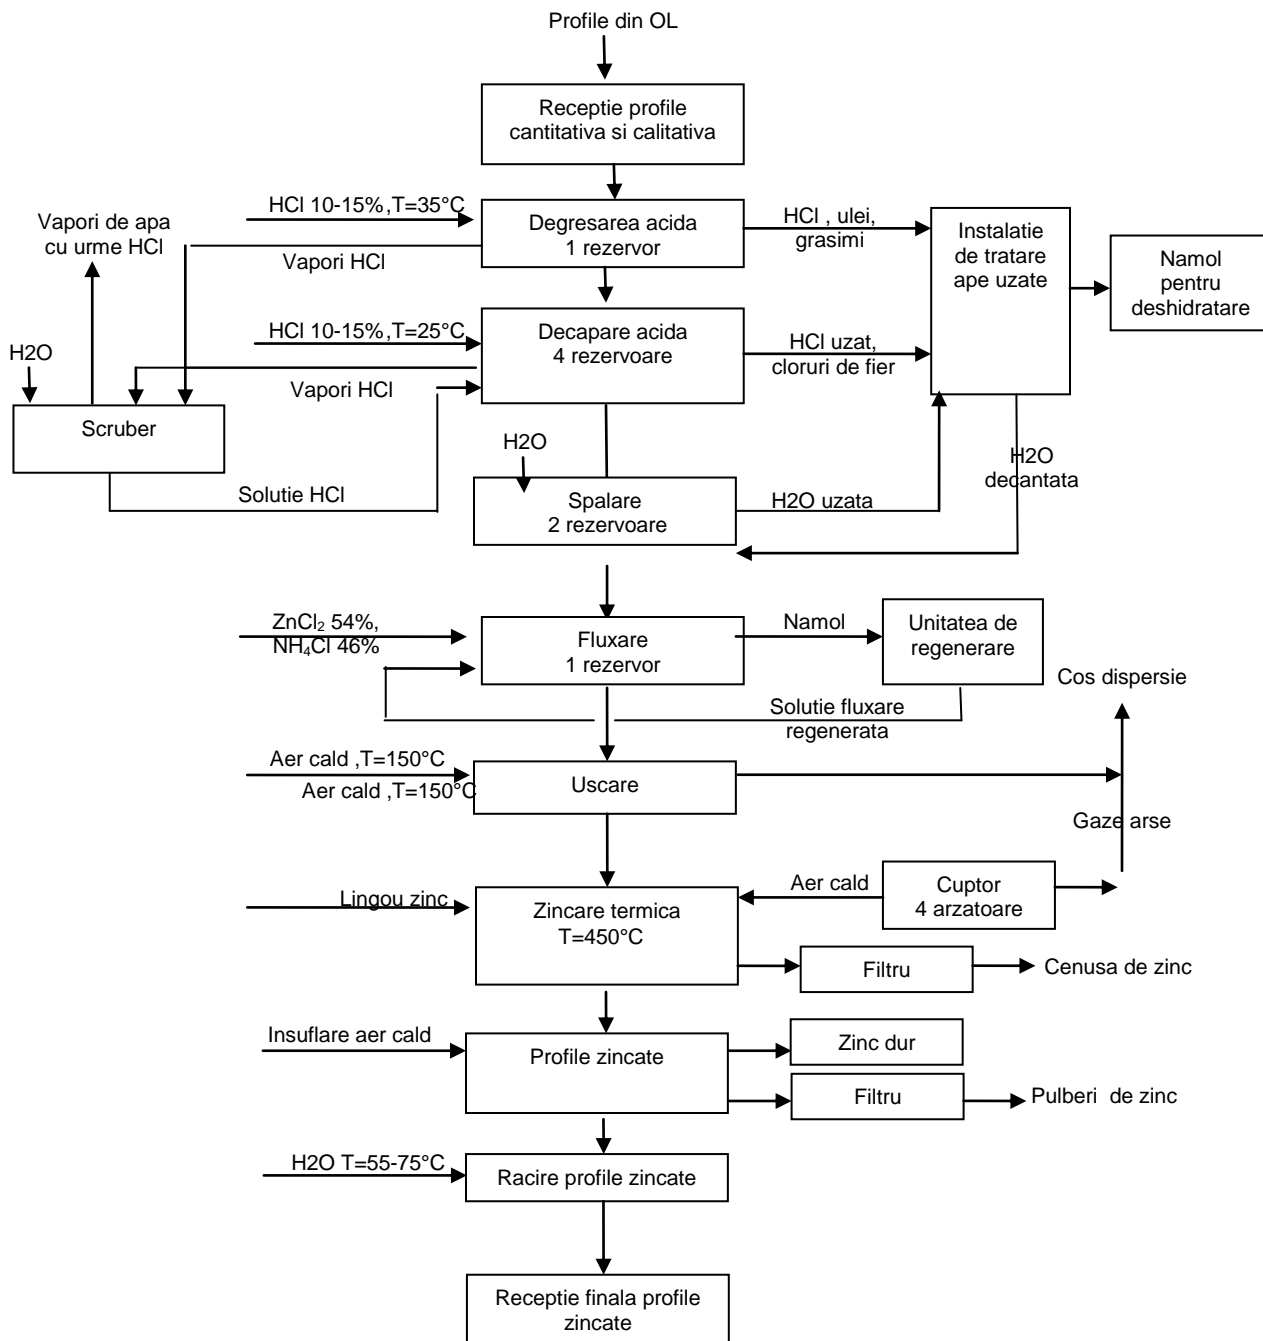 Profile din OL
Receptie profile
cantitativa si calitativa
HCl 10-15% ,T=35°C
Vapori de apa
cu urme HCl
Degresarea acida
1 rezervor
HCl , ulei,
grasimi
Instalatie
de tratare
ape uzate
Namol
pentru
deshidratare
Vapori HCl
HCl 10-15%,T=25°C
Decapare acida
4 rezervoare
HCl uzat,
cloruri de fier
H2O
Vapori HCl
Scruber
H2O
H2O
decantata
Solutie HCl
Spalare
2 rezervoare
H2O uzata
ZnCl₂ 54%,
NH₄Cl 46%
Fluxare
1 rezervor
Namol
Unitatea de
regenerare
Cos dispersie
Solutie fluxare
regenerata
Aer cald ,T=150°C
Aer cald ,T=150°C
Uscare
Gaze arse
Lingou zinc
Zincare termica
T=450°C
Aer cald
Cuptor
4 arzatoare
Filtru
Cenusa de zinc
Insuflare aer cald
Profile zincate
Zinc dur
Filtru
Pulberi  de zinc
H2O T=55-75°C
Racire profile zincate
Receptie finala profile
zincate